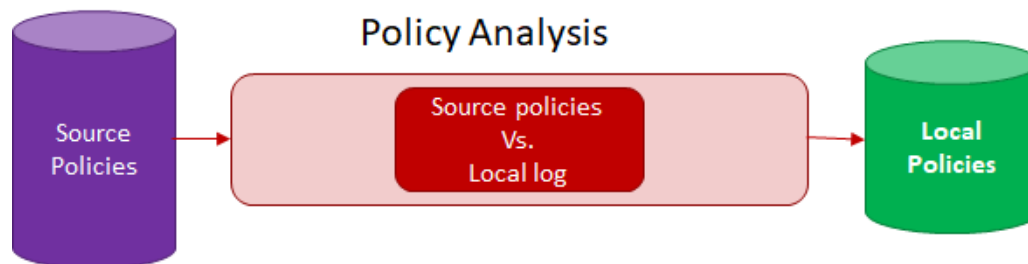 Policy Analysis
Source
Policies
Source policies
Vs.
Local log
Local
Policies